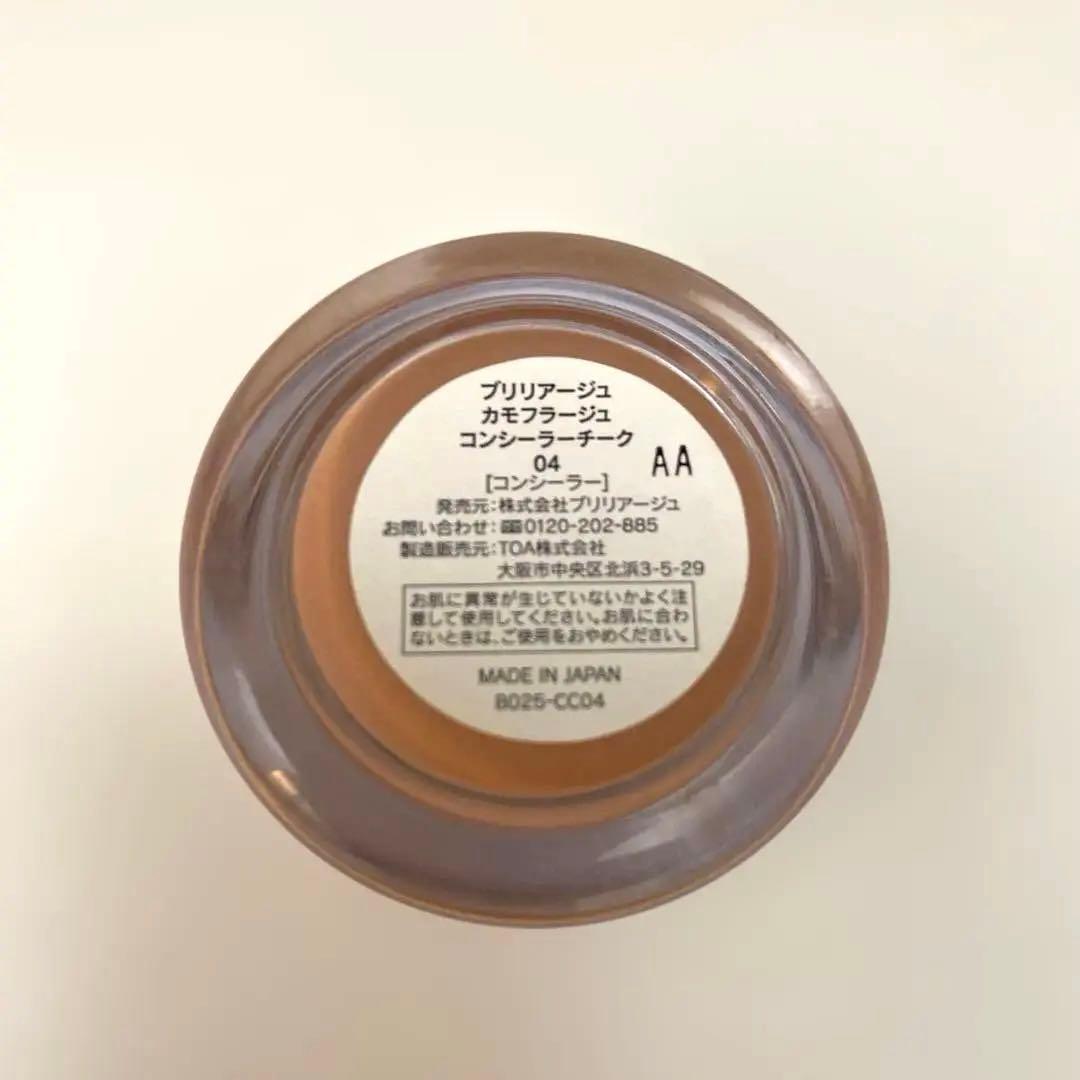 ブリリアージュ
カモフラージュ
コンシーラーチーク
04
AA
[コンシーラー]
発売元:株式会社ブリリアージュ
お問い合わせ:0120-202-885
製造販売元:TOA株式会社
大阪市中央区北浜3-5-29
お肌に異常が生じていないかよく注
意して使用してください。お肌に合わ
ないときは、ご使用をおやめください。
MADE IN JAPAN
B025-CC04